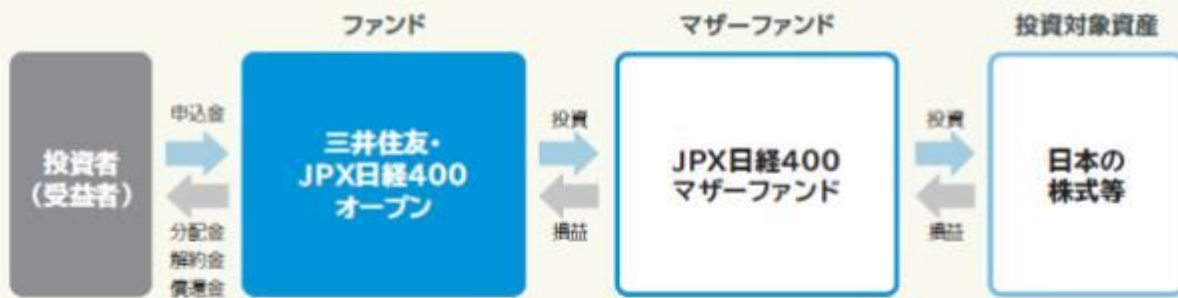 ファンド
マザーファンド
投資対象資産
投資者
(受益者)
申込金
分配金
解約金
償還金
三井住友・
JPX日経400
オープン
投資
損益
JPX日経400
マザーファンド
投資
損益
日本の
株式等